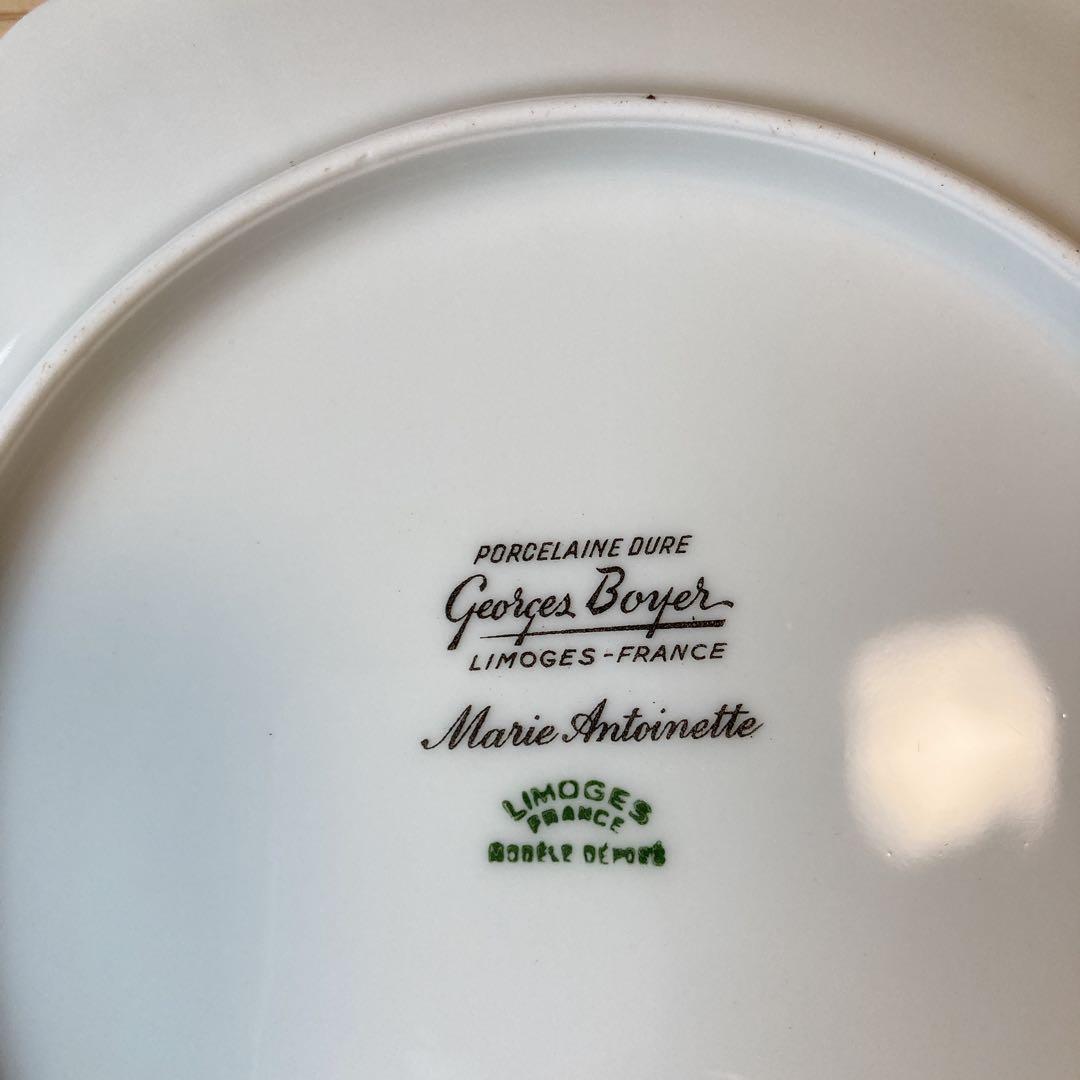 PORCELAINE DURE
Georges Boyer
LIMOGES-FRANCE
Marie Antoinette
LIMOGES
FRANCE
MODÈLE DÉPOSÉ